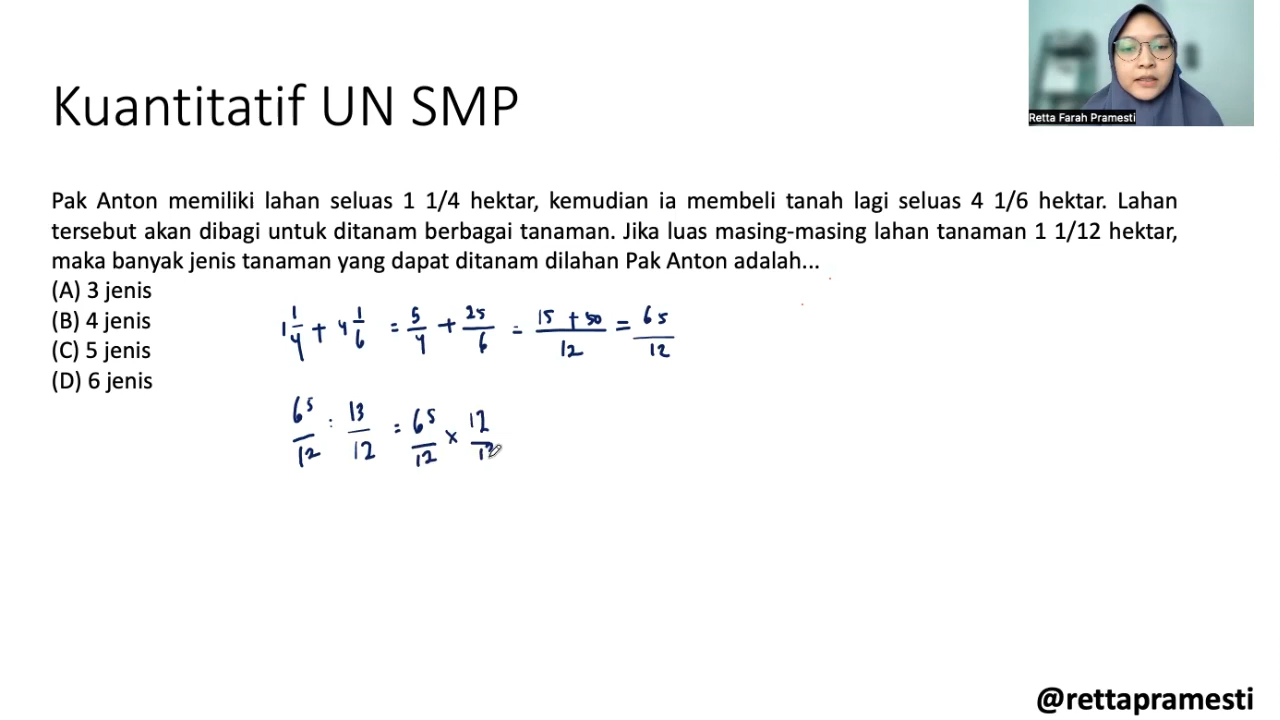 Kuantitatif UN SMP
Retta Farah Pramesti
Pak Anton memiliki lahan seluas 1 1/4 hektar, kemudian ia membeli tanah lagi seluas 4 1/6 hektar. Lahan
tersebut akan dibagi untuk ditanam berbagai tanaman. Jika luas masing-masing lahan tanaman 1 1/12 hektar,
maka banyak jenis tanaman yang dapat ditanam dilahan Pak Anton adalah...
(A) 3 jenis
(B) 4 jenis
(C) 5 jenis
(D) 6 jenis
1 1/4 + 4 1/6 = 5/4 + 25/6 = 15 + 50/12 = 65/12
65/12 : 13/12 = 65/12 x 12/13
@rettapramesti